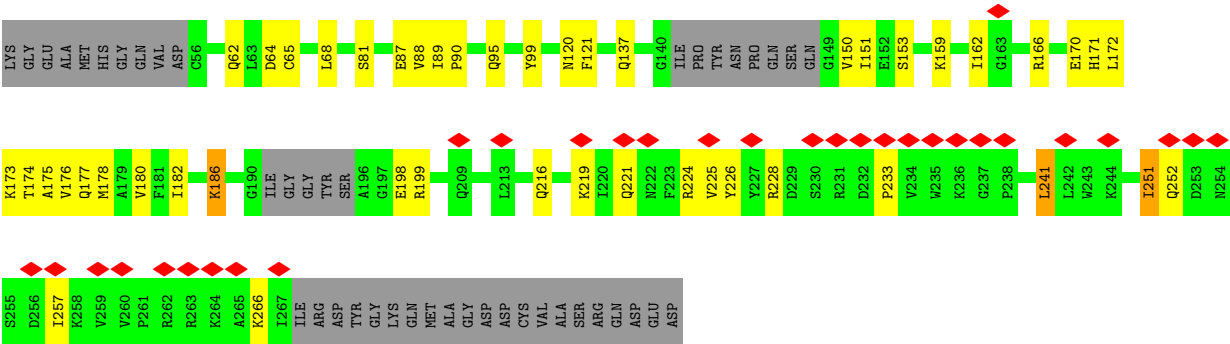 LYS GLY GLU ALA MET HIS GLY GLN VAL ASP C56 Q62 L63 D64 C65 L68 S81 E87 V88 I89 P90 Q95 Y99 N120 F121 Q137 G140 ILE PRO TYR ASN PRO GLN SER GLN G149 V150 I151 E152 S153 K159 I162 G163 R166 E170 H171 L172
K173 T174 A175 V176 Q177 M178 A179 V180 F181 I182 K186 G190 ILE GLY GLY TYR SER A196 G197 E198 R199 Q209 L213 Q216 K219 I220 Q221 N222 F223 R224 V225 Y226 Y227 R228 D229 S230 R231 D232 P233 V234 W235 K236 G237 P238 L241 L242 W243 K244 I251 Q252 D253 N254
S255 D256 I257 K258 V259 V260 P261 R262 R263 K264 A265 K266 I267 ILE ARG ASP TYR GLY LYS GLN MET ALA GLY ASP ASP CYS VAL ALA SER ARG GLN ASP GLU ASP